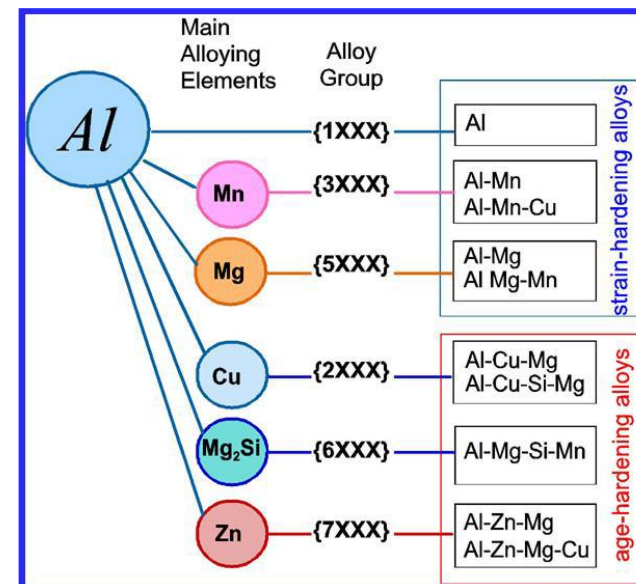 Main
Alloying
Elements
Alloy
Group
Al
{1XXX}
Al
Mn
{3XXX}
Al-Mn
Al-Mn-Cu
Mg
{5XXX}
Al-Mg
Al Mg-Mn
strain-hardening alloys
Cu
{2XXX}
Al-Cu-Mg
Al-Cu-Si-Mg
Mg₂Si
{6XXX}
Al-Mg-Si-Mn
Zn
{7XXX}
Al-Zn-Mg
Al-Zn-Mg-Cu
age-hardening alloys